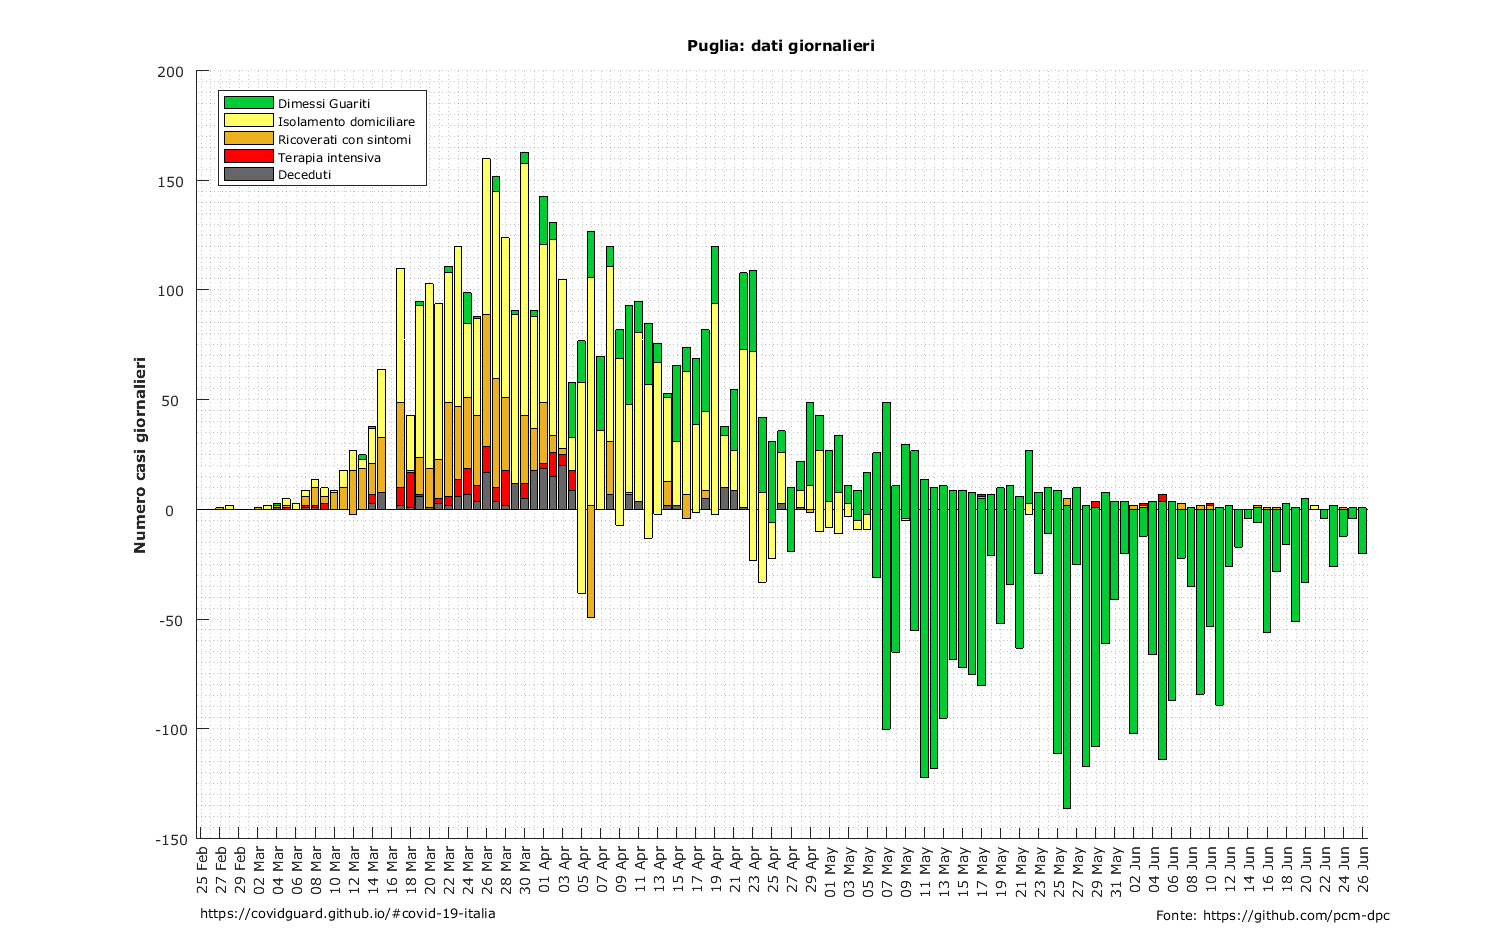 Puglia: dati giornalieri
200
150
100
50
0
-50
-100
-150
Numero casi giornalieri
Dimessi Guariti
Isolamento domiciliare
Ricoverati con sintomi
Terapia intensiva
Deceduti
25 Feb
27 Feb
29 Feb
02 Mar
04 Mar
06 Mar
08 Mar
10 Mar
12 Mar
14 Mar
16 Mar
18 Mar
20 Mar
22 Mar
24 Mar
26 Mar
28 Mar
30 Mar
01 Apr
03 Apr
05 Apr
07 Apr
09 Apr
11 Apr
13 Apr
15 Apr
17 Apr
19 Apr
21 Apr
23 Apr
25 Apr
27 Apr
29 Apr
01 May
03 May
05 May
07 May
09 May
11 May
13 May
15 May
17 May
19 May
21 May
23 May
25 May
27 May
29 May
31 May
02 Jun
04 Jun
06 Jun
08 Jun
10 Jun
12 Jun
14 Jun
16 Jun
18 Jun
20 Jun
22 Jun
24 Jun
26 Jun
https://covidguard.github.io/#covid-19-italia
Fonte: https://github.com/pcm-dpc